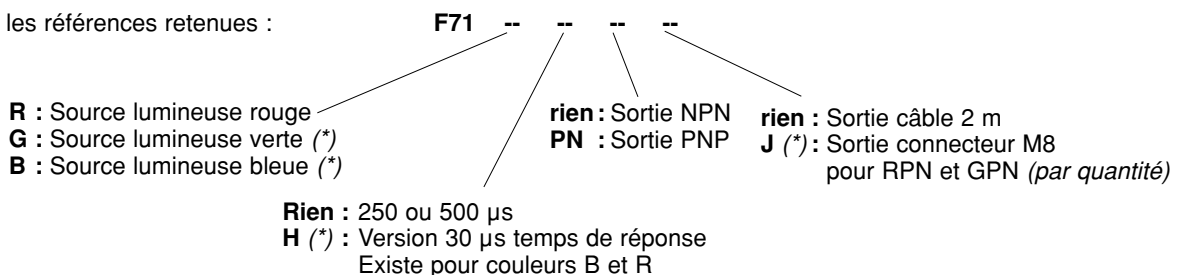 les références retenues : F71 -- -- -- --
R : Source lumineuse rouge
G : Source lumineuse verte (*)
B : Source lumineuse bleue (*)
rien : Sortie NPN
PN : Sortie PNP
rien : Sortie câble 2 m
J (*) : Sortie connecteur M8
pour RPN et GPN (par quantité)
Rien : 250 ou 500 µs
H (*) : Version 30 µs temps de réponse
Existe pour couleurs B et R